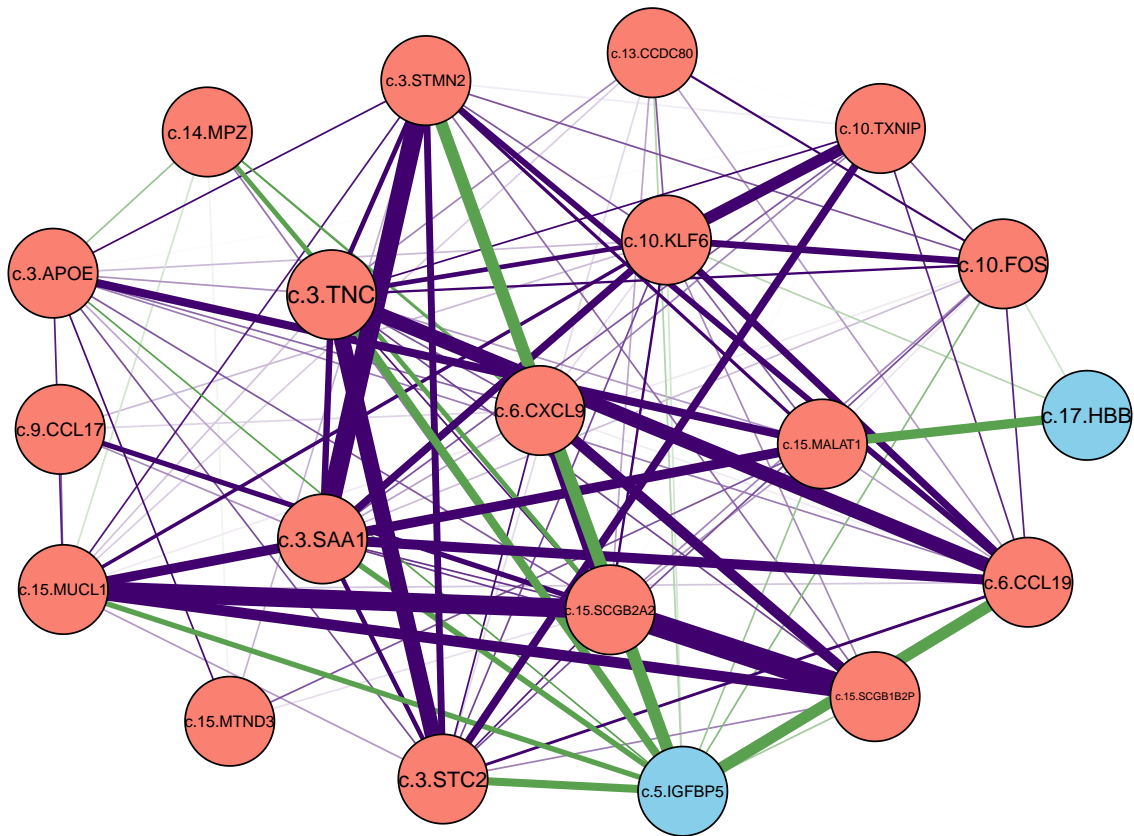 c.13.CCDC80
c.3.STMN2
c.10.TXNIP
c.14.MPZ
c.10.KLF6
c.10.FOS
c.3.APOE
c.3.TNC
c.6.CXCL9
c.17.HBB
c.9.CCL17
c.15.MALAT1
c.3.SAA1
c.6.CCL19
c.15.MUCL1
c.15.SCGB2A2
c.15.SCGB1B2P
c.15.MTND3
c.3.STC2
c.5.IGFBP5